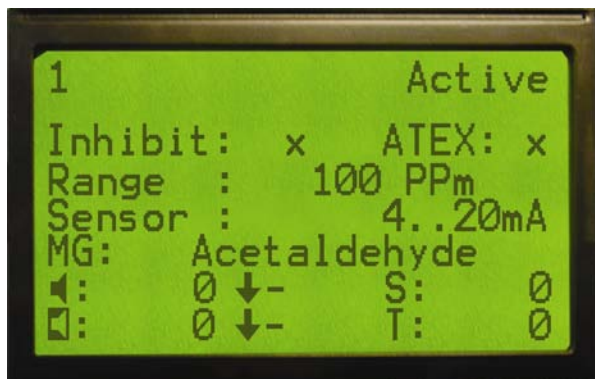 1 Active
Inhibit: x ATEX: x
Range : 100 PPm
Sensor : 4..20mA
MG: Acetaldehyde
: 0 ↓- S: 0
: 0 ↓- T: 0